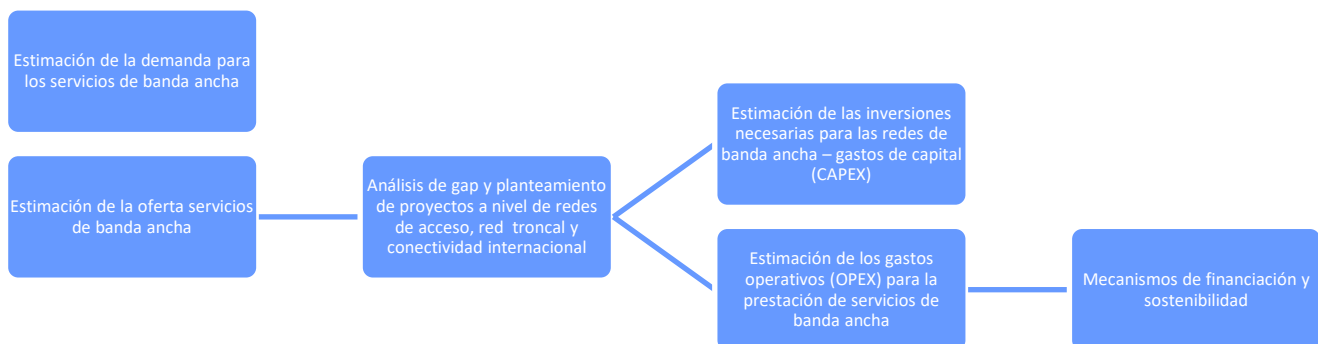 Estimación de la demanda para
los servicios de banda ancha
Estimación de la oferta servicios
de banda ancha
Análisis de gap y planteamiento
de proyectos a nivel de redes
de acceso, red troncal y
conectividad internacional
Estimación de las inversiones
necesarias para las redes de
banda ancha – gastos de capital
(CAPEX)
Estimación de los gastos
operativos (OPEX) para la
prestación de servicios de
banda ancha
Mecanismos de financiación y
sostenibilidad